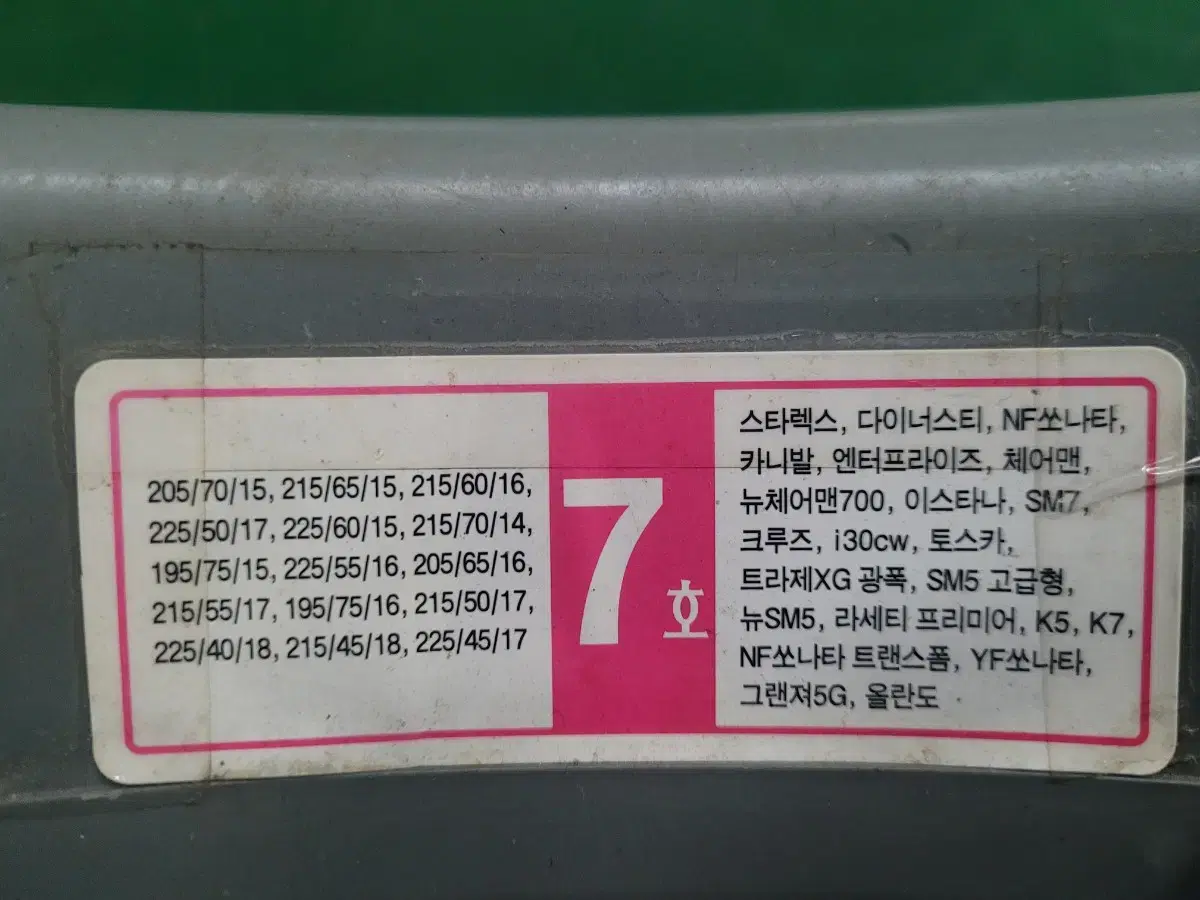 205/70/15, 215/65/15, 215/60/16,
225/50/17, 225/60/15, 215/70/14,
195/75/15, 225/55/16, 205/65/16,
215/55/17, 195/75/16, 215/50/17,
225/40/18, 215/45/18, 225/45/17
7호
스타렉스, 다이너스티, NF쏘나타,
카니발, 엔터프라이즈, 체어맨,
뉴체어맨700, 이스타나, SM7,
크루즈, i30cw, 토스카,
트라제XG 광폭, SM5 고급형,
뉴SM5, 라세티 프리미어, K5, K7,
NF쏘나타 트랜스폼, YF쏘나타,
그랜져5G, 올란도